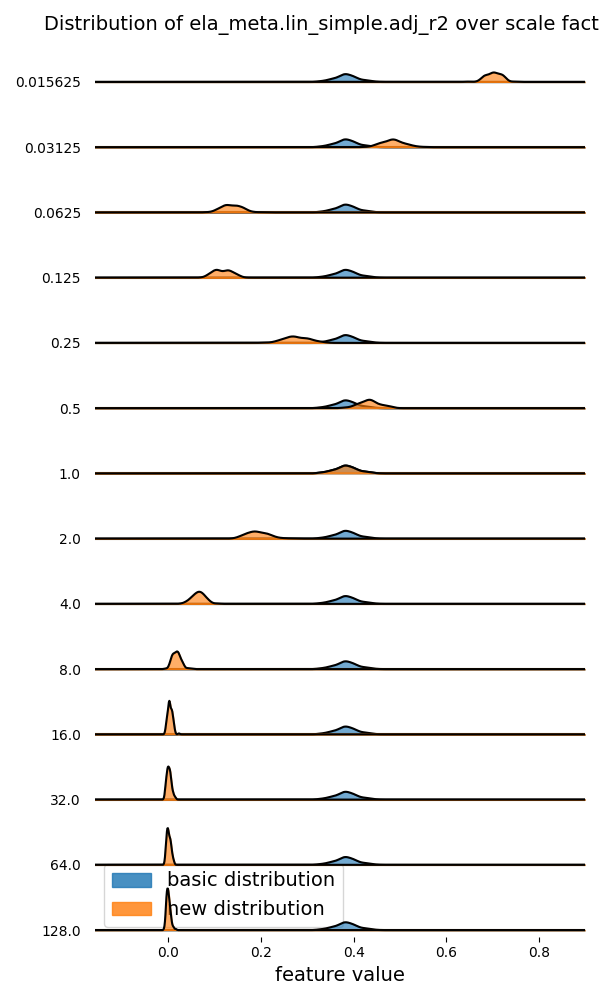 Distribution of ela_meta.lin_simple.adj_r2 over scale fact
0.015625
0.03125
0.0625
0.125
0.25
0.5
1.0
2.0
4.0
8.0
16.0
32.0
64.0
basic distribution
new distribution
128.0
0.0 0.2 0.4 0.6 0.8
feature value